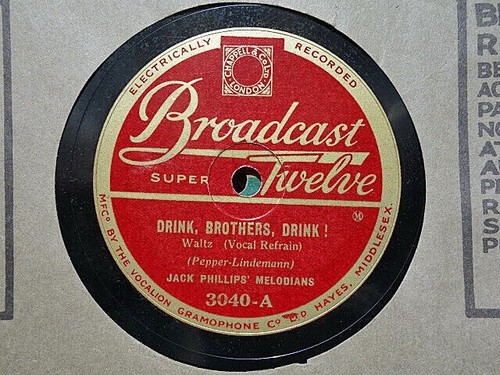 ELECTRICALLY RECORDED
CHAPPELL & CO LTD
LONDON
Broadcast
SUPER Twelve
DRINK, BROTHERS, DRINK!
Waltz (Vocal Refrain)
(Pepper-Lindemann)
M
JACK PHILLIPS' MELODIANS
3040-A
MFCD BY THE VOCALION GRAMOPHONE CO LTD HAYES, MIDDLESEX.